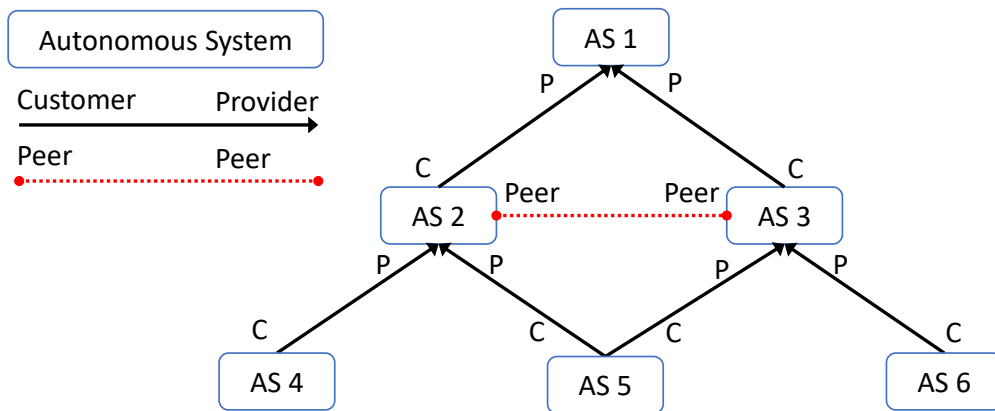 Autonomous System
AS 1
Customer Provider
P P
Peer Peer
C C
Peer Peer
AS 2 AS 3
P P P P
C C C C
AS 4 AS 5 AS 6